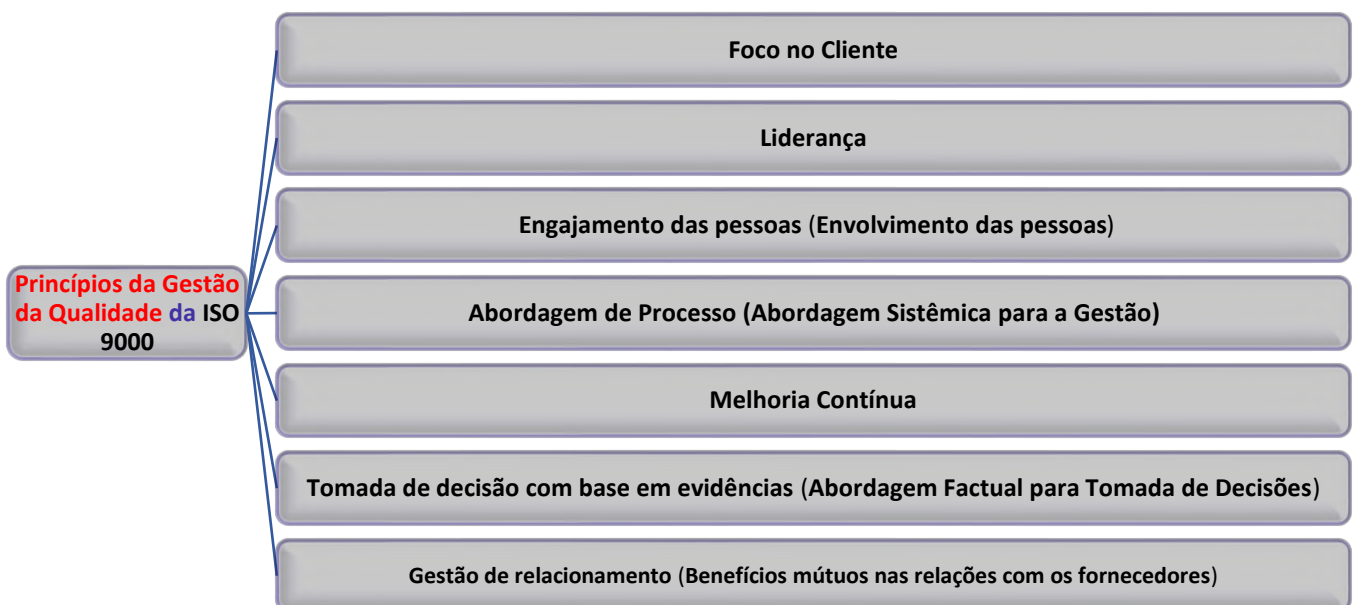 Foco no Cliente
Liderança
Engajamento das pessoas (Envolvimento das pessoas)
Princípios da Gestão
da Qualidade da ISO
9000
Abordagem de Processo (Abordagem Sistêmica para a Gestão)
Melhoria Contínua
Tomada de decisão com base em evidências (Abordagem Factual para Tomada de Decisões)
Gestão de relacionamento (Benefícios mútuos nas relações com os fornecedores)